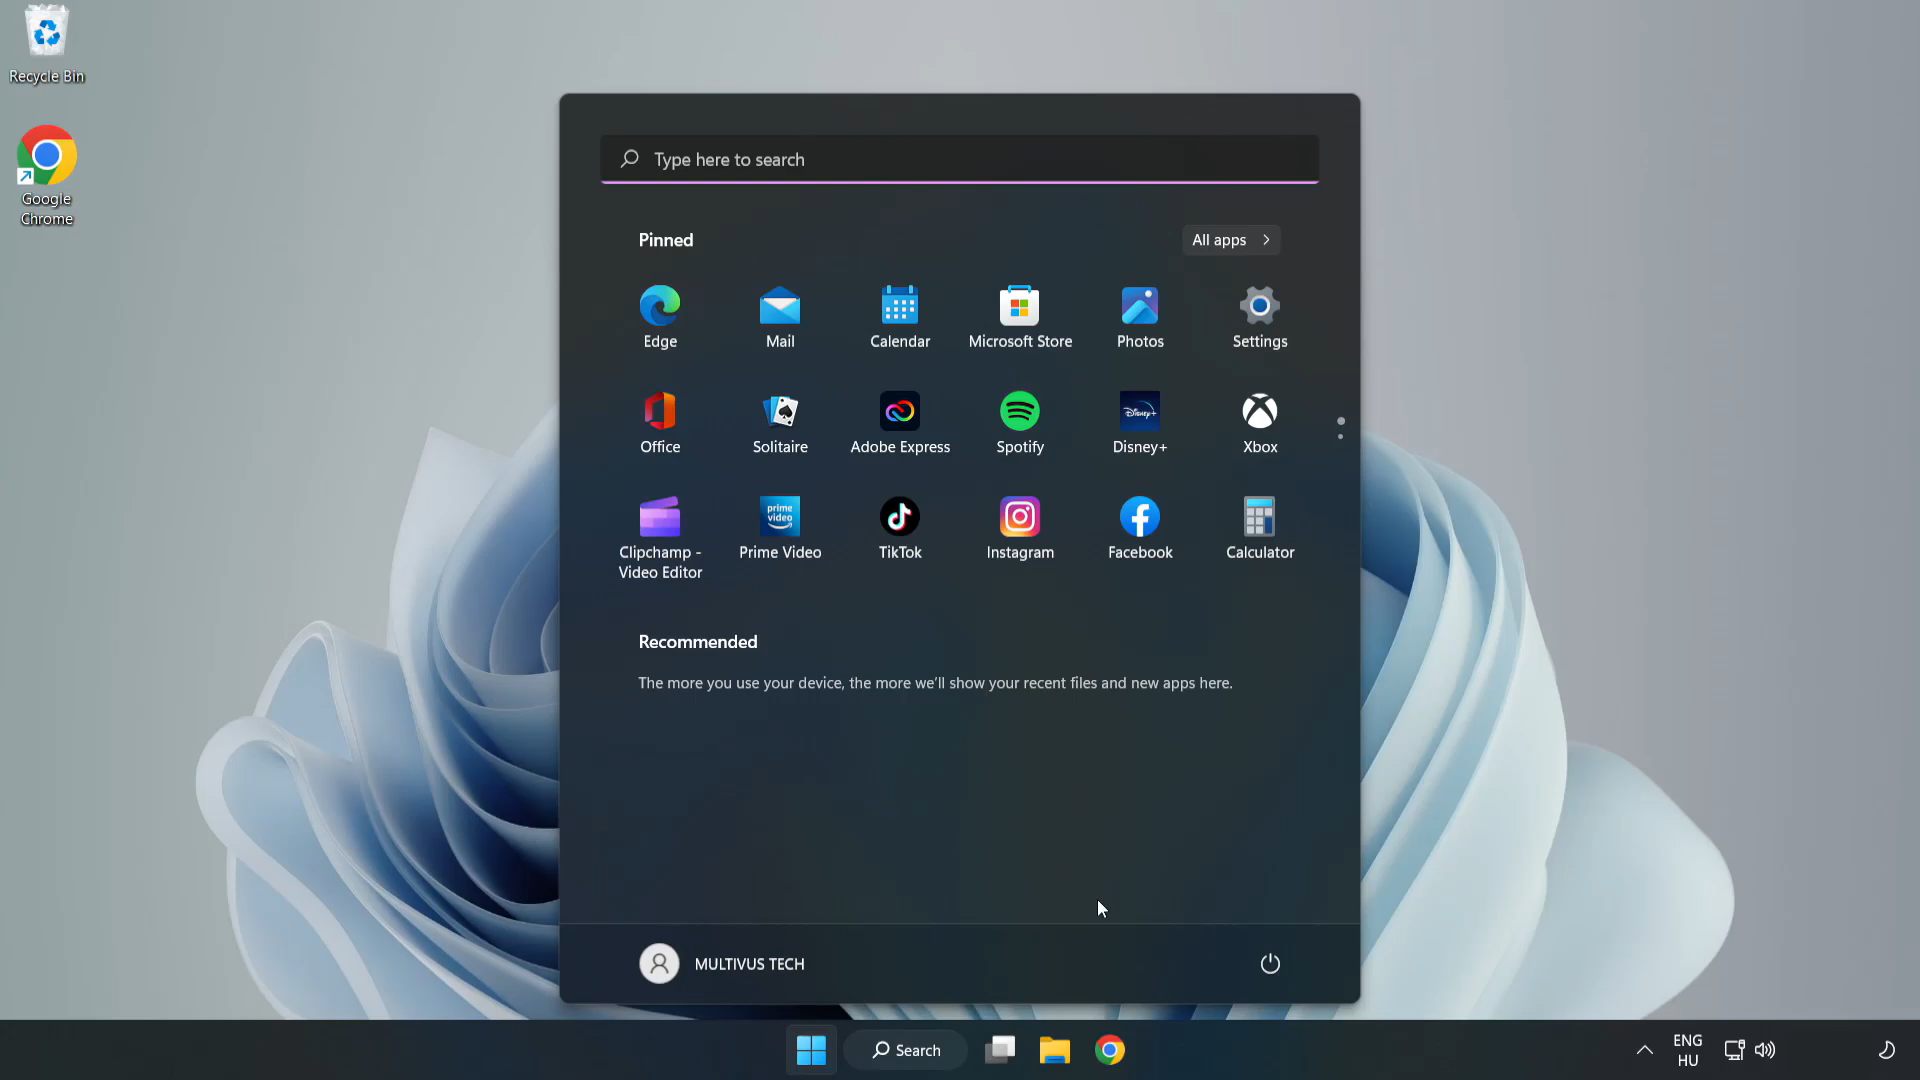 Recycle Bin
Google
Chrome
Type here to search
Pinned
All apps
Edge
Mail
Calendar
Microsoft Store
Photos
Settings
Office
Solitaire
Adobe Express
Spotify
Disney+
Disney+
Xbox
Clipchamp -
Video Editor
prime
video
Prime Video
TikTok
Instagram
Facebook
Calculator
Recommended
The more you use your device, the more we'll show your recent files and new apps here.
MULTIVUS TECH
Search
ENG
HU